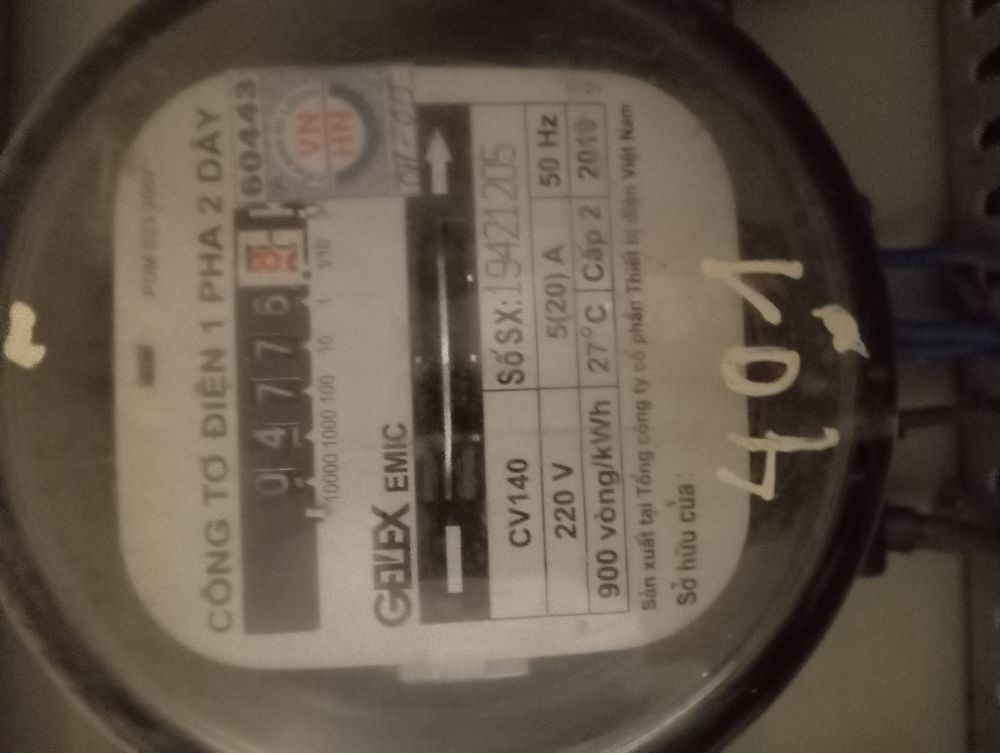 CÔNG TƠ ĐIỆN 1 PHA 2 DÂY
160443
VN
HN
0 4 7 7 6 8
10000 1000 100 10 1 1/10
GELEX EMIC
CV140 Số SX: 19421205
220 V 5(20) A 50 Hz
900 vòng/kWh 27°C Cấp 2 2019
Sản xuất tại Tổng công ty cổ phần Thiết bị điện Việt Nam
Sở hữu của :